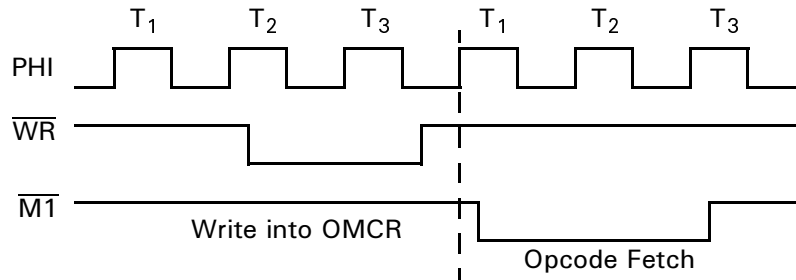 T1 T2 T3 T1 T2 T3
PHI
WR
M1
Write into OMCR
Opcode Fetch